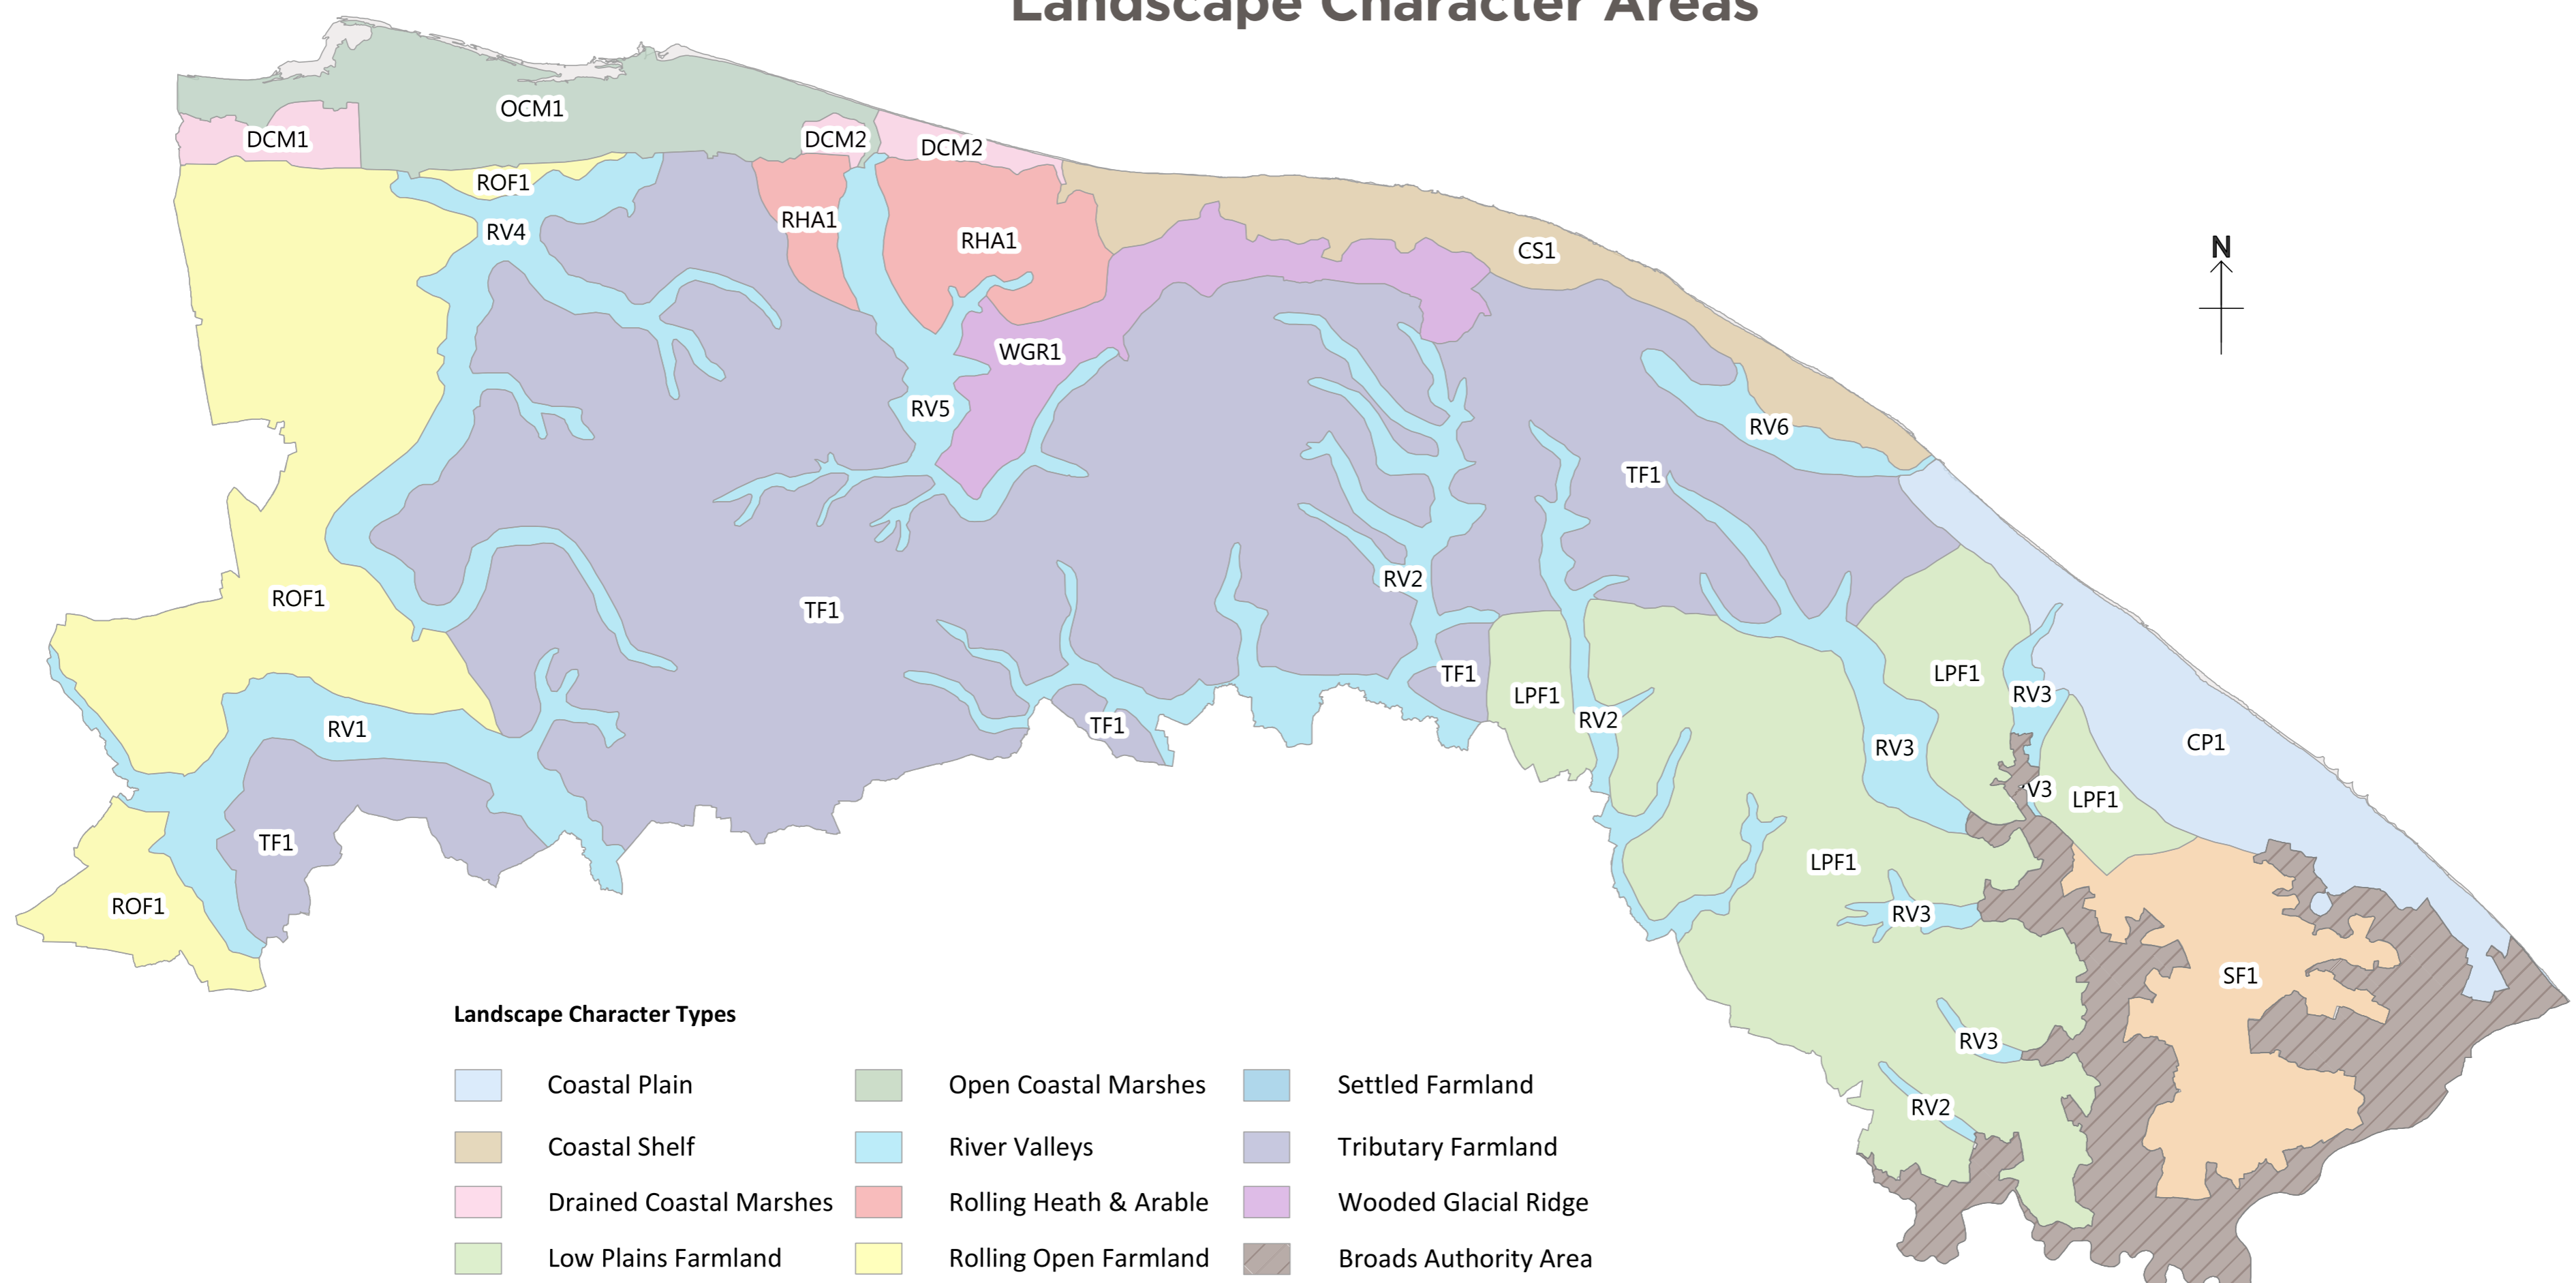 Landscape Character Areas
OCM1
DCM1
DCM2
DCM2
ROF1
RHA1
RV4
RHA1
CS1
N
WGR1
RV5
RV6
TF1
RV2
ROF1
TF1
TF1
LPF1
LPF1
RV3
RV2
RV1
TF1
CP1
RV3
V3
LPF1
TF1
LPF1
ROF1
RV3
SF1
RV3
RV2
Landscape Character Types
Coastal Plain
Open Coastal Marshes
Settled Farmland
Coastal Shelf
River Valleys
Tributary Farmland
Drained Coastal Marshes
Rolling Heath & Arable
Wooded Glacial Ridge
Low Plains Farmland
Rolling Open Farmland
Broads Authority Area